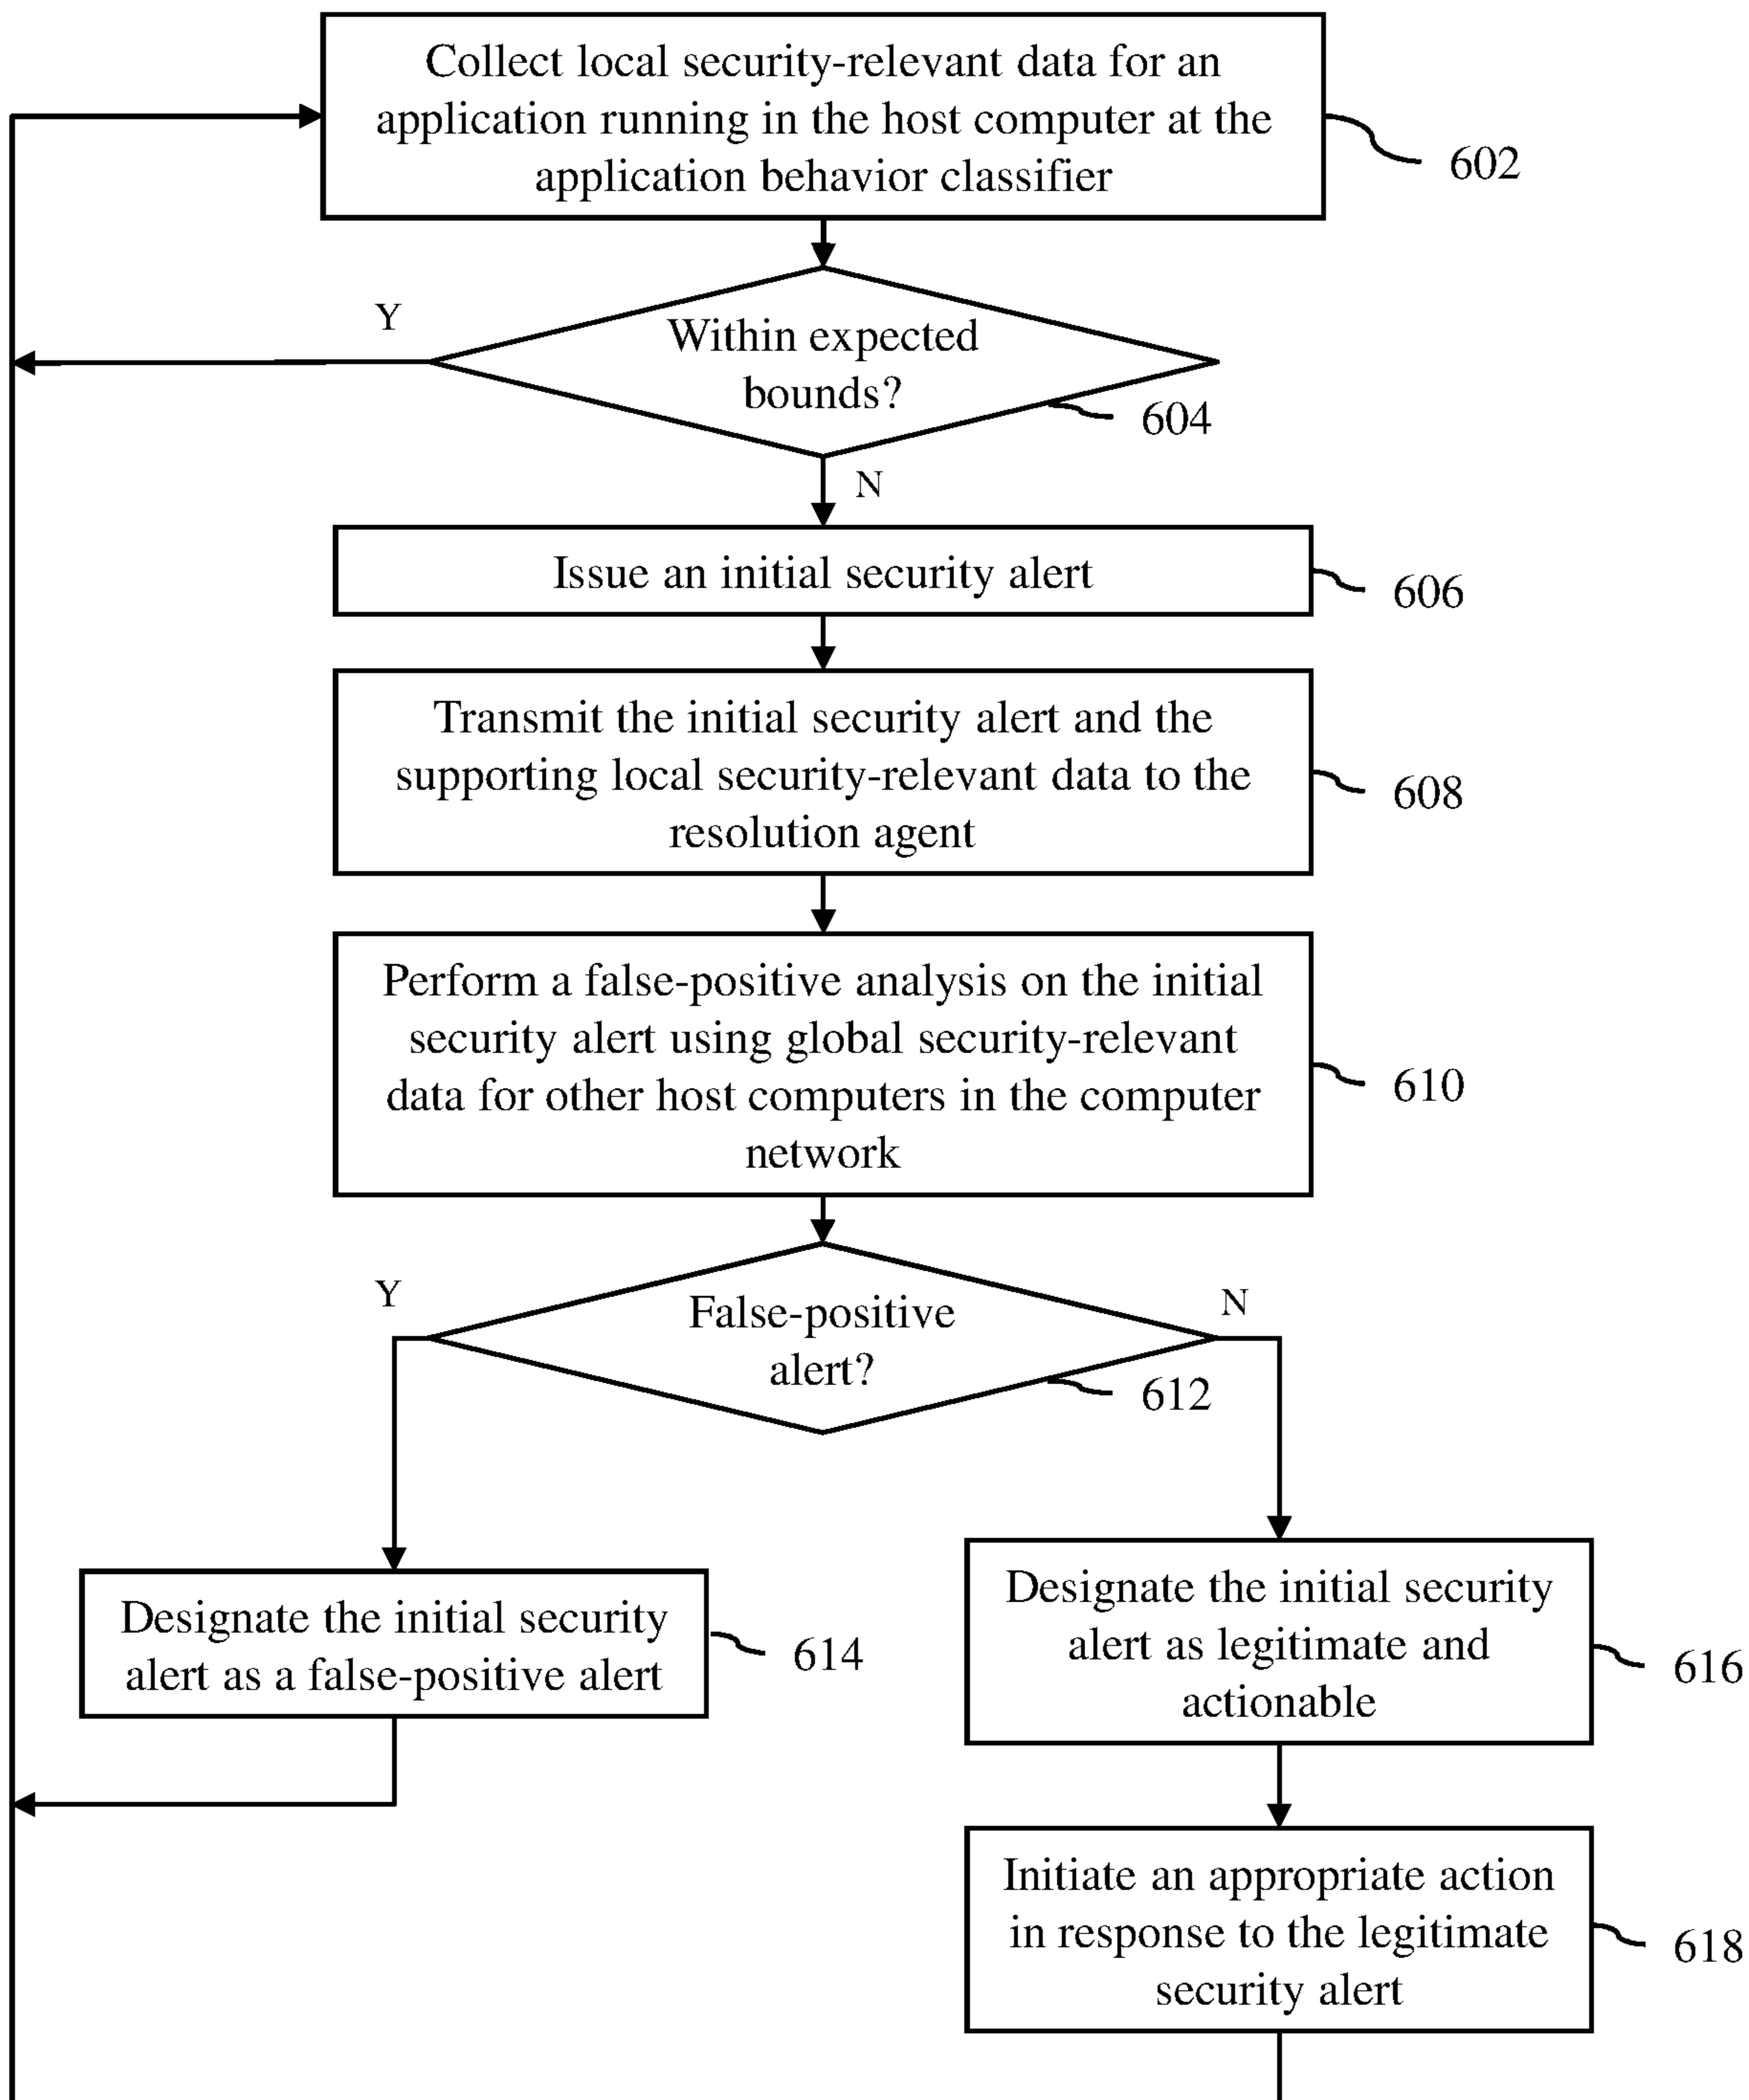 Collect local security-relevant data for an
application running in the host computer at the
application behavior classifier
602
Y
Within expected
bounds?
604
N
Issue an initial security alert
606
Transmit the initial security alert and the
supporting local security-relevant data to the
resolution agent
608
Perform a false-positive analysis on the initial
security alert using global security-relevant
data for other host computers in the computer
network
610
Y
False-positive
alert?
N
612
Designate the initial security
alert as a false-positive alert
614
Designate the initial security
alert as legitimate and
actionable
616
Initiate an appropriate action
in response to the legitimate
security alert
618